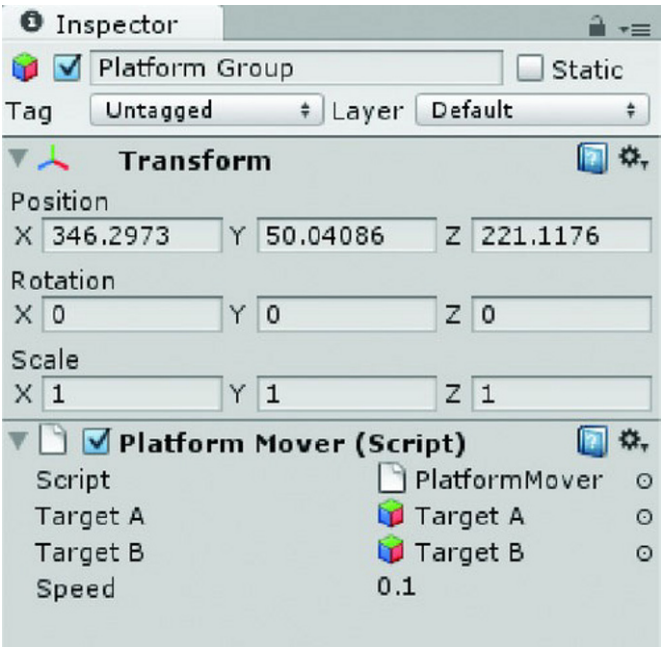 Inspector
Platform Group Static
Tag Untagged Layer Default
Transform
Position
X 346.2973 Y 50.04086 Z 221.1176
Rotation
X 0 Y 0 Z 0
Scale
X 1 Y 1 Z 1
Platform Mover (Script)
Script PlatformMover
Target A Target A
Target B Target B
Speed 0.1